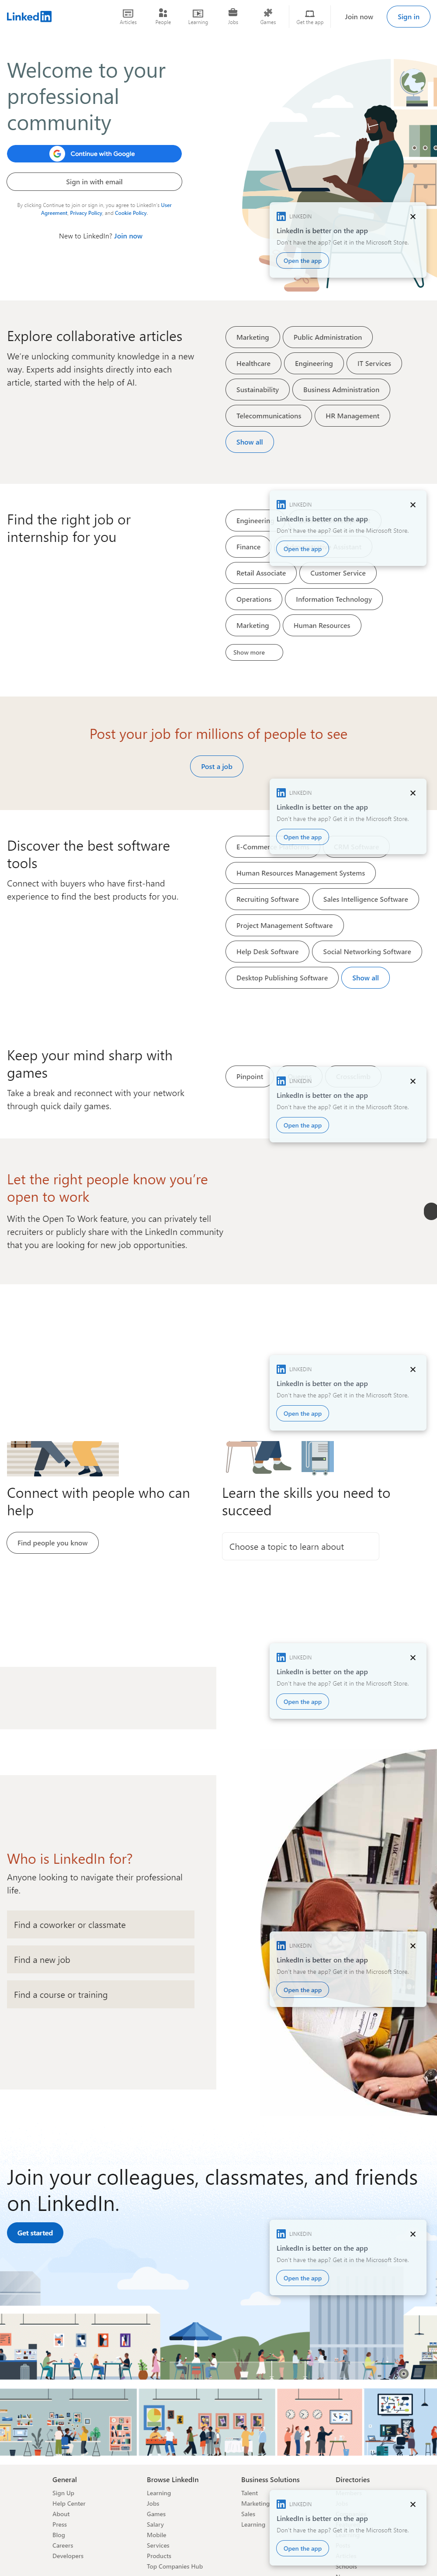 LinkedIn
Articles People Learning Jobs Games Get the app Join now Sign in
Welcome to your
professional
community
Continue with Google
Sign in with email
By clicking Continue to join or sign in, you agree to LinkedIn's User
Agreement, Privacy Policy, and Cookie Policy.
New to LinkedIn? Join now
LINKEDIN
LinkedIn is better on the app
Don't have the app? Get it in the Microsoft Store.
Open the app
Explore collaborative articles
We're unlocking community knowledge in a new
way. Experts add insights directly into each
article, started with the help of AI.
Marketing Public Administration
Healthcare Engineering IT Services
Sustainability Business Administration
Telecommunications HR Management
Show all
Find the right job or
internship for you
Engineering
LINKEDIN
LinkedIn is better on the app
Don't have the app? Get it in the Microsoft Store.
Finance
Open the app
Retail Associate Customer Service
Operations Information Technology
Marketing Human Resources
Show more
Post your job for millions of people to see
Post a job
LINKEDIN
LinkedIn is better on the app
Don't have the app? Get it in the Microsoft Store.
Open the app
Discover the best software
tools
Connect with buyers who have first-hand
experience to find the best products for you.
E-Commerce
Human Resources Management Systems
Recruiting Software Sales Intelligence Software
Project Management Software
Help Desk Software Social Networking Software
Desktop Publishing Software Show all
Keep your mind sharp with
games
Take a break and reconnect with your network
through quick daily games.
Pinpoint
LINKEDIN
LinkedIn is better on the app
Don't have the app? Get it in the Microsoft Store.
Open the app
Let the right people know you're
open to work
With the Open To Work feature, you can privately tell
recruiters or publicly share with the LinkedIn community
that you are looking for new job opportunities.
LINKEDIN
LinkedIn is better on the app
Don't have the app? Get it in the Microsoft Store.
Open the app
Connect with people who can
help
Find people you know
Learn the skills you need to
succeed
Choose a topic to learn about
LINKEDIN
LinkedIn is better on the app
Don't have the app? Get it in the Microsoft Store.
Open the app
Who is LinkedIn for?
Anyone looking to navigate their professional
life.
Find a coworker or classmate
Find a new job
Find a course or training
LINKEDIN
LinkedIn is better on the app
Don't have the app? Get it in the Microsoft Store.
Open the app
Join your colleagues, classmates, and friends
on LinkedIn.
Get started
LINKEDIN
LinkedIn is better on the app
Don't have the app? Get it in the Microsoft Store.
Open the app
General
Sign Up
Help Center
About
Press
Blog
Careers
Developers
Browse LinkedIn
Learning
Jobs
Games
Salary
Mobile
Services
Products
Top Companies Hub
Business Solutions
Talent
Marketing
Sales
Learning
Directories
LINKEDIN
LinkedIn is better on the app
Don't have the app? Get it in the Microsoft Store.
Open the app
Schools